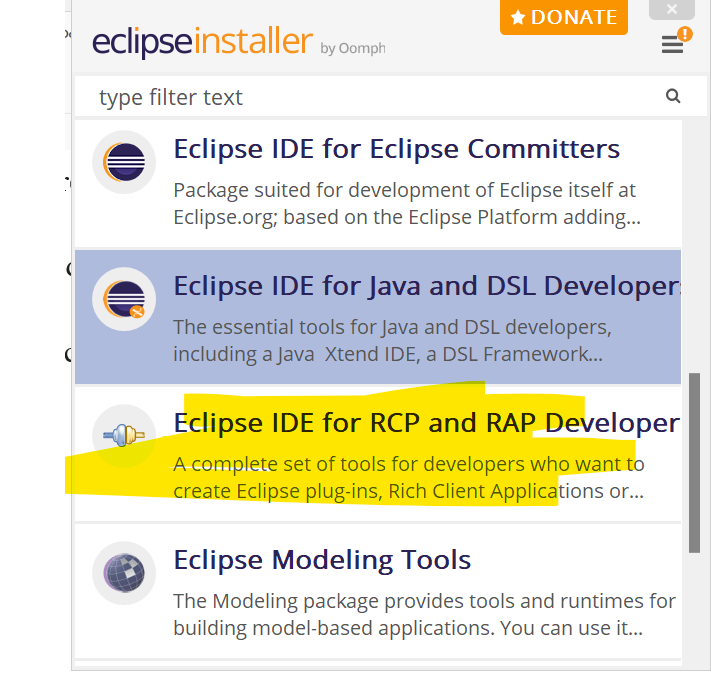 DONATE
eclipseinstaller by Oomph
type filter text
Eclipse IDE for Eclipse Committers
Package suited for development of Eclipse itself at
Eclipse.org; based on the Eclipse Platform adding...
Eclipse IDE for Java and DSL Developers
The essential tools for Java and DSL developers,
including a Java Xtend IDE, a DSL Framework...
Eclipse IDE for RCP and RAP Developer
A complete set of tools for developers who want to
create Eclipse plug-ins, Rich Client Applications or...
Eclipse Modeling Tools
The Modeling package provides tools and runtimes for
building model-based applications. You can use it...